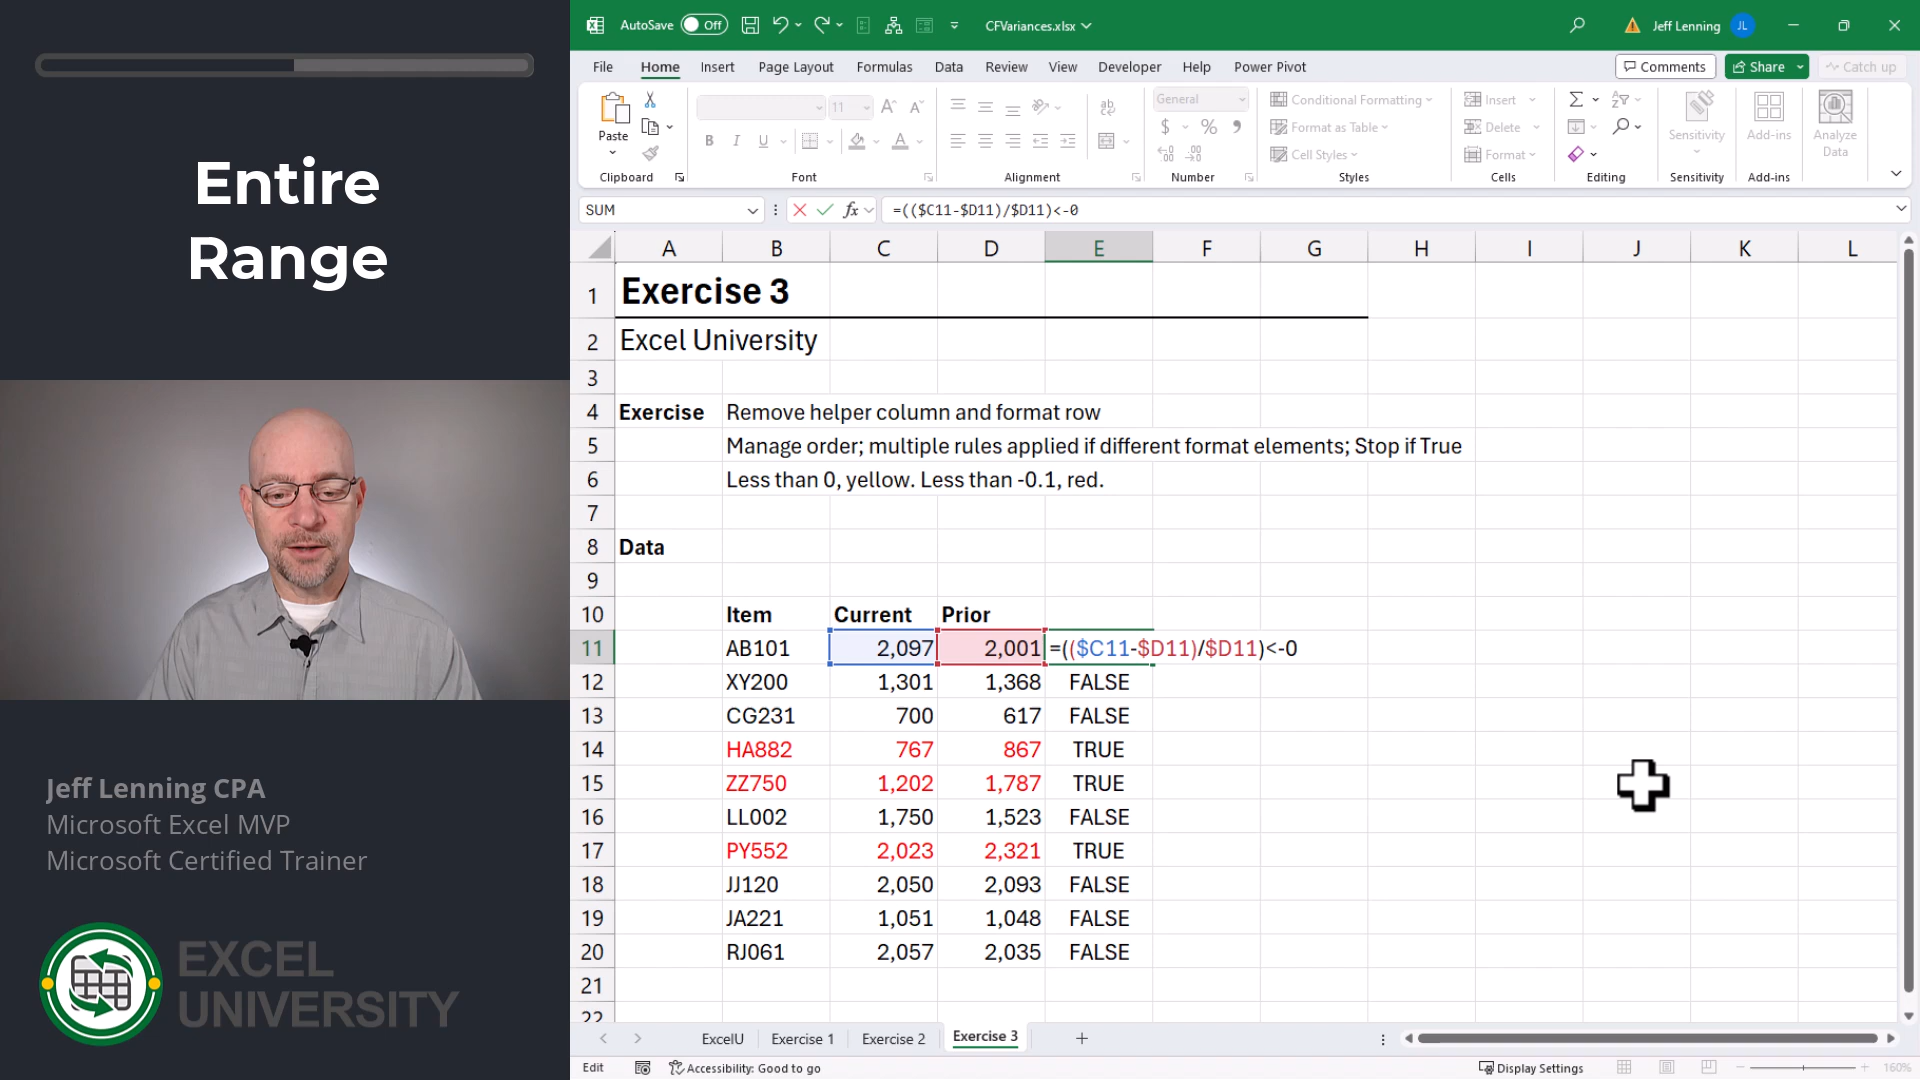 Entire
Range
Jeff Lenning CPA
Microsoft Excel MVP
Microsoft Certified Trainer
EXCEL
UNIVERSITY
AutoSave Off CFVariances.xlsx Jeff Lenning JL
File Home Insert Page Layout Formulas Data Review View Developer Help Power Pivot Comments Share Catch up
Paste
11 General
B I U $ % 9
Conditional Formatting
Format as Table
Cell Styles
Insert
Delete
Format
Sensitivity Add-ins Analyze
Data
Clipboard Font Alignment Number Styles Cells Editing Sensitivity Add-ins
SUM fx =(($C11-$D11)/$D11)<-0
A B C D E F G H I J K L
1 Exercise 3
2 Excel University
3
4 Exercise Remove helper column and format row
5 Manage order; multiple rules applied if different format elements; Stop if True
6 Less than 0, yellow. Less than -0.1, red.
7
8 Data
9
10 Item Current Prior
11 AB101 2,097 2,001 =(($C11-$D11)/$D11)<-0
12 XY200 1,301 1,368 FALSE
13 CG231 700 617 FALSE
14 HA882 767 867 TRUE
15 ZZ750 1,202 1,787 TRUE
16 LL002 1,750 1,523 FALSE
17 PY552 2,023 2,321 TRUE
18 JJ120 2,050 2,093 FALSE
19 JA221 1,051 1,048 FALSE
20 RJ061 2,057 2,035 FALSE
21
22
ExcelU Exercise 1 Exercise 2 Exercise 3
Edit Accessibility: Good to go Display Settings 160%